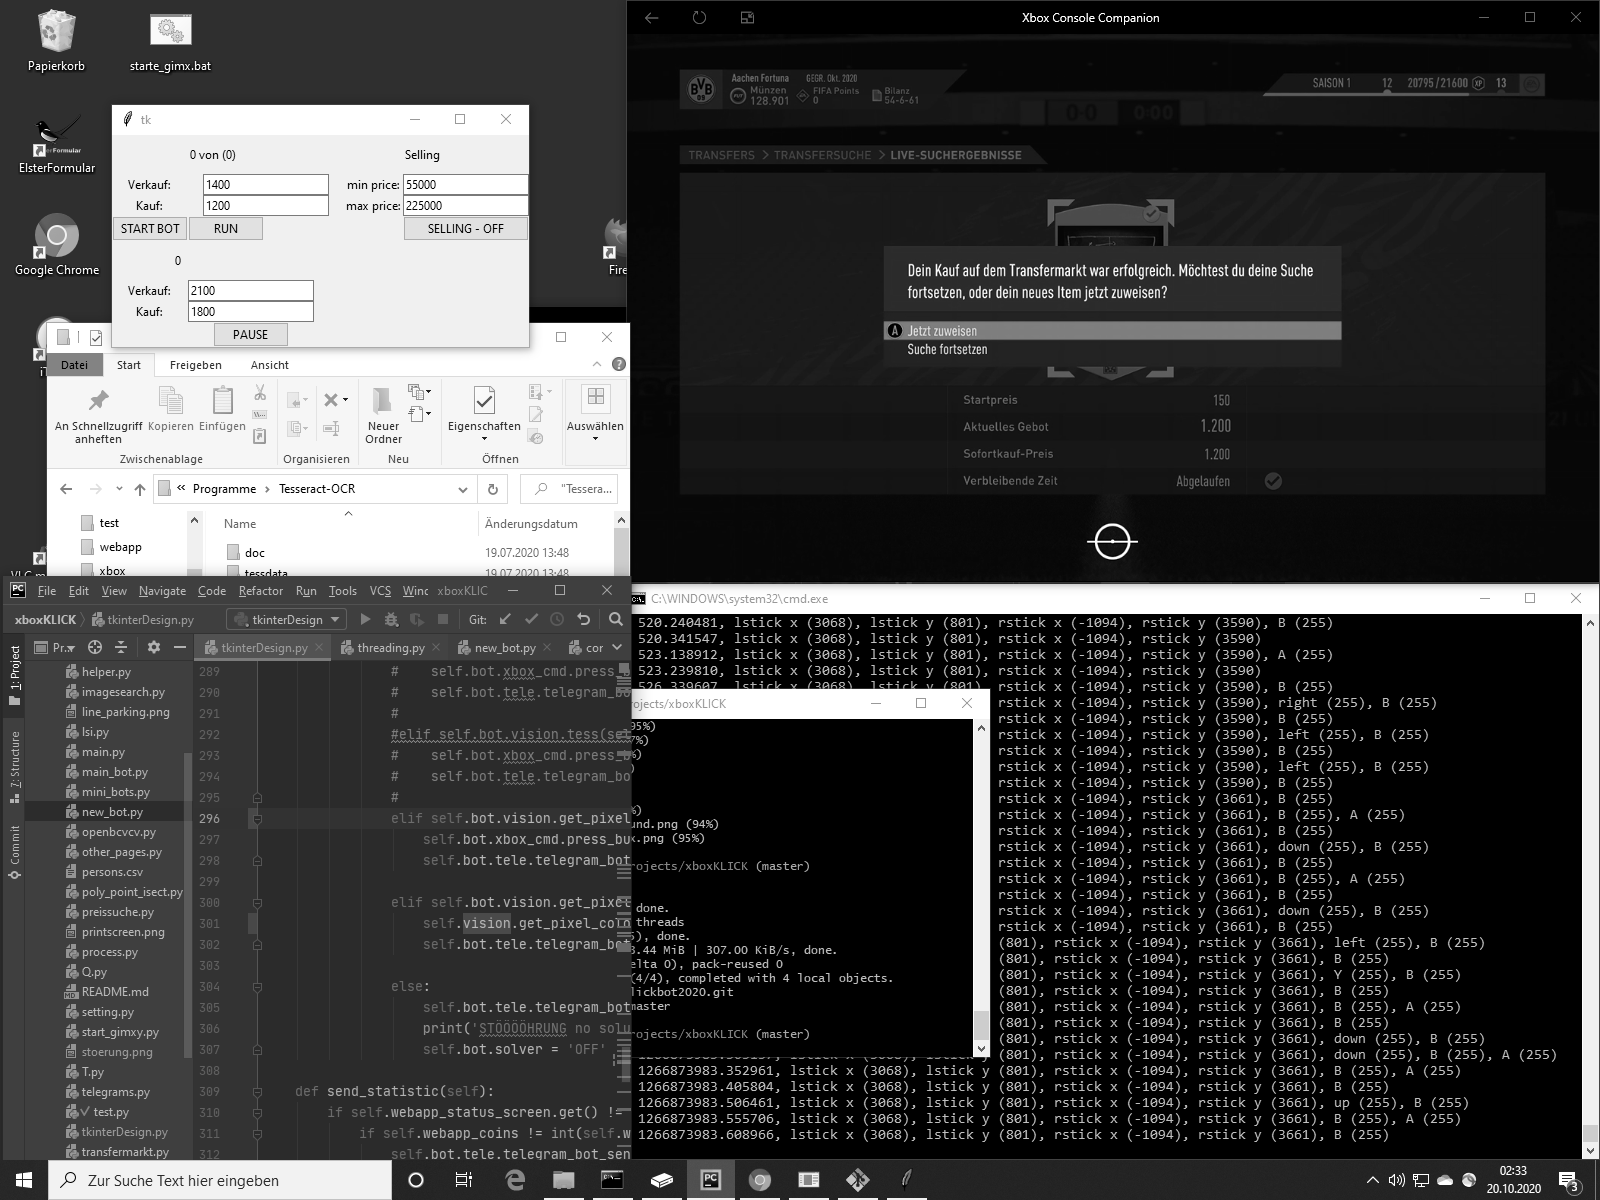 Papierkorb
starte_gimx.bat
ElsterFormular
Google Chrome
Fire
tk
0 von (0)
Selling
Verkauf:
1400
min price:
55000
Kauf:
1200
max price:
225000
START BOT
RUN
SELLING - OFF
0
Verkauf:
2100
Kauf:
1800
PAUSE
Datei
Start
Freigeben
Ansicht
An Schnellzugriff
anheften
Kopieren
Einfügen
Zwischenablage
Organisieren
Neuer
Ordner
Neu
Eigenschaften
Öffnen
Auswählen
« Programme > Tesseract-OCR
"Tessera...
test
webapp
xbox
Name
Änderungsdatum
doc
19.07.2020 13:48
tessdata
19.07.2020 13:48
Xbox Console Companion
BVB
09
Aachen Fortuna
GEGR. Okt. 2020
Münzen
128.901
FIFA Points
0
Bilanz
54-6-61
SAISON 1
12
20795/21600
XP
13
TRANSFERS > TRANSFERSUCHE > LIVE-SUCHERGEBNISSE
Dein Kauf auf dem Transfermarkt war erfolgreich. Möchtest du deine Suche
fortsetzen, oder dein neues Item jetzt zuweisen?
A Jetzt zuweisen
Suche fortsetzen
Startpreis 150
Aktuelles Gebot 1.200
Sofortkauf-Preis 1.200
Verbleibende Zeit Abgelaufen
PC File Edit View Navigate Code Refactor Run Tools VCS Winc xboxKLIC
xboxKLICK
tkinterDesign.py
tkinterDesign
Git:
1: Project
7: Structure
Commit
Pr..
tkinterDesign.py
threading.py
new_bot.py
cor
helper.py
imagesearch.py
line_parking.png
lsi.py
main.py
main_bot.py
mini_bots.py
new_bot.py
openbcvcv.py
other_pages.py
persons.csv
poly_point_isect.py
preissuche.py
printscreen.png
process.py
Q.py
README.md
setting.py
start_gimxy.py
stoerung.png
T.py
telegrams.py
test.py
tkinterDesign.py
transfermarkt.py
289 # self.bot.xbox_cmd.press_b
290 # self.bot.tele.telegram_bo
291 #
292 #elif self.bot.vision.tess(sel
293 # self.bot.xbox_cmd.press_b
294 # self.bot.tele.telegram_bo
295 #
296 elif self.bot.vision.get_pixel
297 self.bot.xbox_cmd.press_bu
298 self.bot.tele.telegram_bot
299
300 elif self.bot.vision.get_pixel
301 self.vision.get_pixel_colo
302 self.bot.tele.telegram_bot
303
304 else:
305 self.bot.tele.telegram_bot
306 print('STÖÖÖÖHRUNG no solu
307 self.bot.solver = 'OFF'
308
309 def send_statistic(self):
310 if self.webapp_status_screen.get() !=
311 if self.webapp_coins != int(self.w
312 self.bot.tele.telegram_bot_sen
C:\WINDOWS\system32\cmd.exe
520.240481, lstick x (3068), lstick y (801), rstick x (-1094), rstick y (3590), B (255)
520.341547, lstick x (3068), lstick y (801), rstick x (-1094), rstick y (3590)
523.138912, lstick x (3068), lstick y (801), rstick x (-1094), rstick y (3590), A (255)
523.239810, lstick x (3068), lstick y (801), rstick x (-1094), rstick y (3590)
526.339607, lstick x (3068), lstick y (801), rstick x (-1094), rstick y (3590), B (255)
rstick x (-1094), rstick y (3590), right (255), B (255)
rstick x (-1094), rstick y (3590), B (255)
rstick x (-1094), rstick y (3590), left (255), B (255)
rstick x (-1094), rstick y (3590), B (255)
rstick x (-1094), rstick y (3590), left (255), B (255)
rstick x (-1094), rstick y (3590), B (255)
rstick x (-1094), rstick y (3661), B (255)
rstick x (-1094), rstick y (3661), B (255), A (255)
rstick x (-1094), rstick y (3661), B (255)
rstick x (-1094), rstick y (3661), down (255), B (255)
rstick x (-1094), rstick y (3661), B (255)
rstick x (-1094), rstick y (3661), B (255), A (255)
rstick x (-1094), rstick y (3661), B (255)
rstick x (-1094), rstick y (3661), down (255), B (255)
rstick x (-1094), rstick y (3661), B (255)
(801), rstick x (-1094), rstick y (3661), left (255), B (255)
(801), rstick x (-1094), rstick y (3661), B (255)
(801), rstick x (-1094), rstick y (3661), Y (255), B (255)
(801), rstick x (-1094), rstick y (3661), B (255)
(801), rstick x (-1094), rstick y (3661), B (255), A (255)
(801), rstick x (-1094), rstick y (3661), B (255)
(801), rstick x (-1094), rstick y (3661), down (255), B (255)
(801), rstick x (-1094), rstick y (3661), down (255), B (255), A (255)
1266873983.352961, lstick x (3068), lstick y (801), rstick x (-1094), rstick y (3661), B (255), A (255)
1266873983.405804, lstick x (3068), lstick y (801), rstick x (-1094), rstick y (3661), B (255)
1266873983.506461, lstick x (3068), lstick y (801), rstick x (-1094), rstick y (3661), up (255), B (255)
1266873983.555706, lstick x (3068), lstick y (801), rstick x (-1094), rstick y (3661), B (255), A (255)
1266873983.608966, lstick x (3068), lstick y (801), rstick x (-1094), rstick y (3661), B (255)
rojects/xboxKLICK
95%)
7%)
%)
)
%)
und.png (94%)
x.png (95%)
rojects/xboxKLICK (master)
done.
threads
5), done.
3.44 MiB | 307.00 KiB/s, done.
elta 0), pack-reused 0
(4/4), completed with 4 local objects.
lickbot2020.git
master
rojects/xboxKLICK (master)
Zur Suche Text hier eingeben
02:33
20.10.2020
3